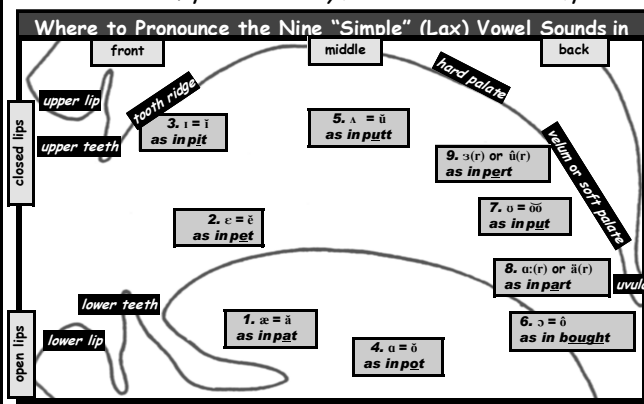 Where to Pronounce the Nine “Simple” (Lax) Vowel Sounds in
front
middle
back
hard palate
upper lip
tooth ridge
closed lips
upper teeth
3. ɪ = ĭ
as in pit
5. ʌ = ŭ
as in putt
velum or soft palate
9. ɜ(r) or û(r)
as in pert
7. ʊ = o͝o
as in put
2. ɛ = ĕ
as in pet
8. ɑ:(r) or ä(r)
as in part
lower teeth
1. æ = ă
as in pat
6. ɔ = ô
as in bought
open lips
lower lip
4. ɑ = ŏ
as in pot